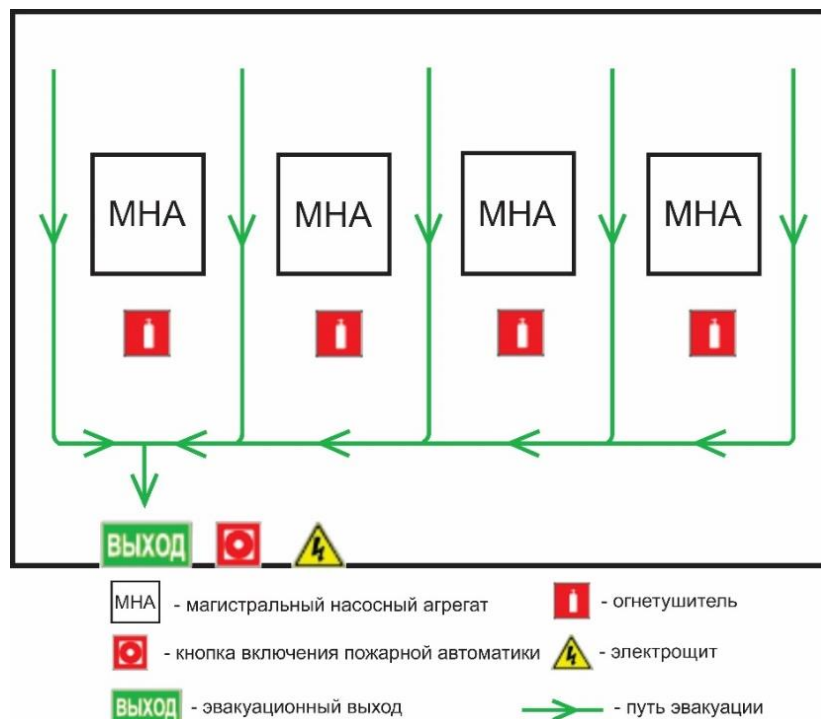 МНА МНА МНА МНА
ВЫХОД
МНА - магистральный насосный агрегат
- огнетушитель
- кнопка включения пожарной автоматики
- электрощит
ВЫХОД - эвакуационный выход
- путь эвакуации